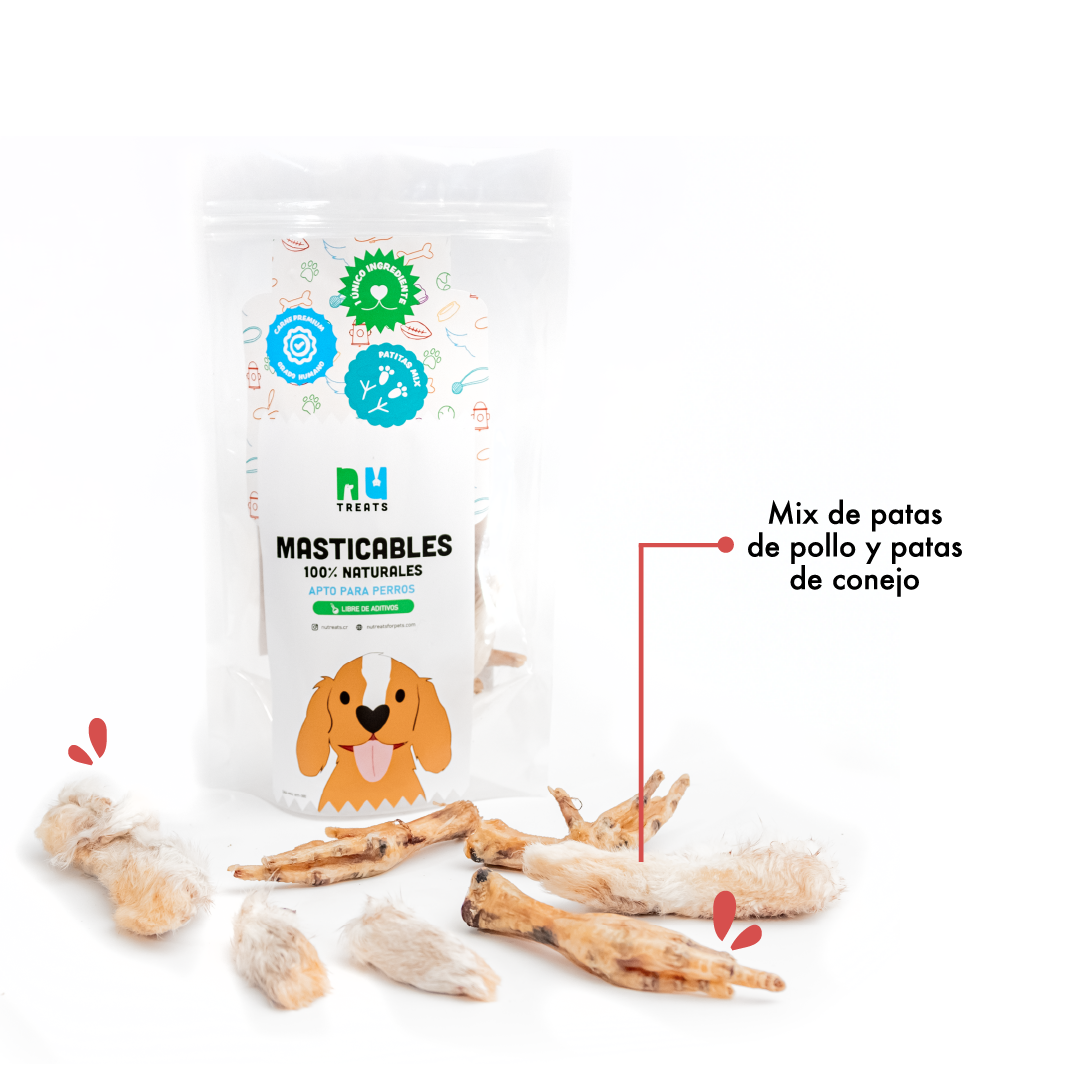 1 ÚNICO INGREDIENTE
CARNE PREMIUM
GRADO HUMANO
PATITAS MIX
nu
TREATS
MASTICABLES
100% NATURALES
APTO PARA PERROS
LIBRE DE ADITIVOS
nutreats.cr nutreatsforpets.com
Mix de patas
de pollo y patas
de conejo